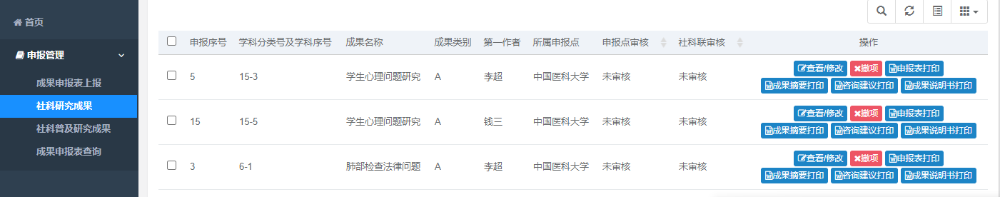 首页
申报管理
成果申报表上报
社科研究成果
社科普及研究成果
成果申报表查询
申报序号 学科分类号及学科序号 成果名称 成果类别 第一作者 所属申报点 申报点审核 社科联审核 操作
5 15-3 学生心理问题研究 A 李超 中国医科大学 未审核 未审核
查看/修改 撤项 申报表打印
成果摘要打印 咨询建议打印 成果说明书打印
15 15-5 学生心理问题研究 A 钱三 中国医科大学 未审核 未审核
查看/修改 撤项 申报表打印
成果摘要打印 咨询建议打印 成果说明书打印
3 6-1 肺部检查法律问题 A 李超 中国医科大学 未审核 未审核
查看/修改 撤项 申报表打印
成果摘要打印 咨询建议打印 成果说明书打印